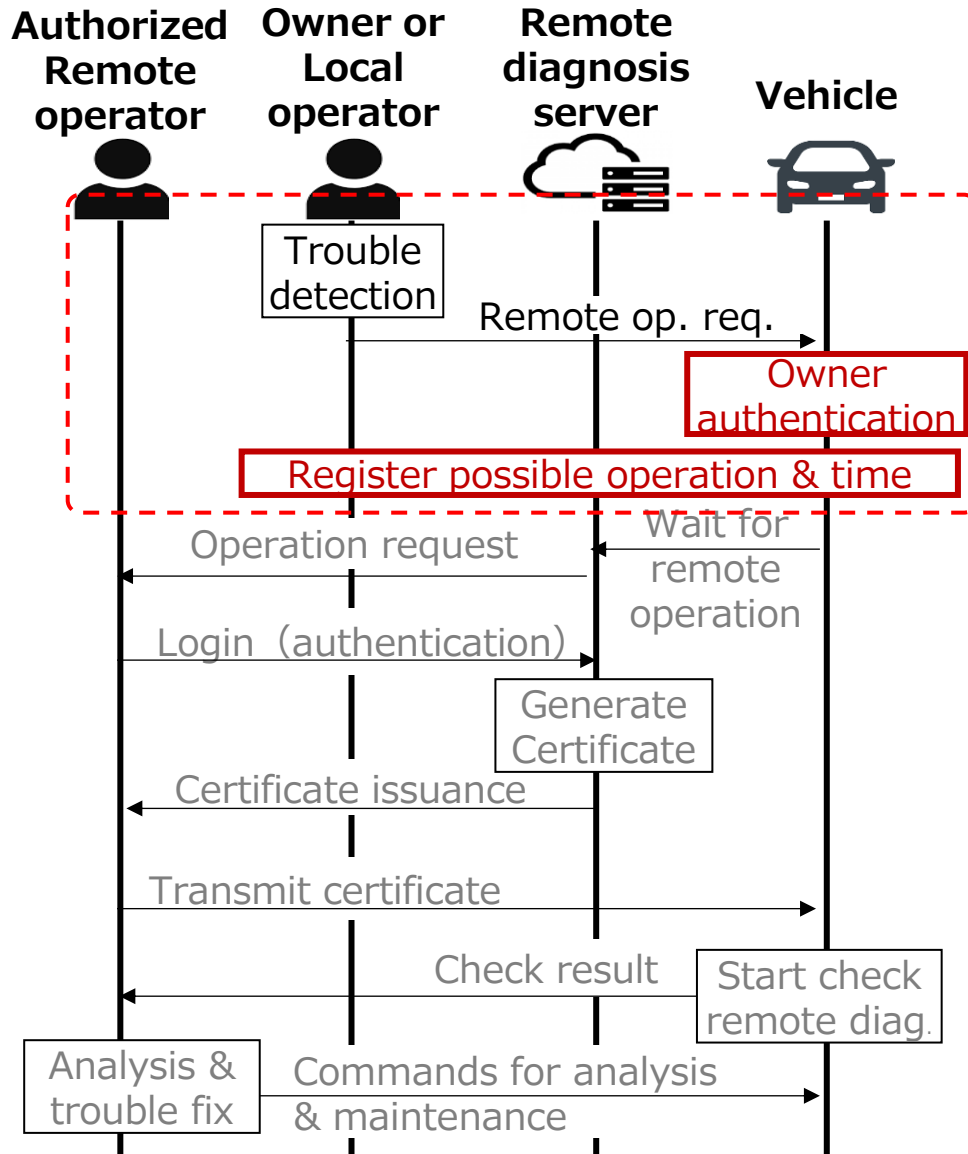 Authorized
Remote
operator
Owner or
Local
operator
Remote
diagnosis
server
Vehicle
Trouble
detection
Remote op. req.
Owner
authentication
Register possible operation & time
Operation request
Wait for
remote
operation
Login（authentication）
Generate
Certificate
Certificate issuance
Transmit certificate
Check result
Start check
remote diag.
Analysis &
trouble fix
Commands for analysis
& maintenance